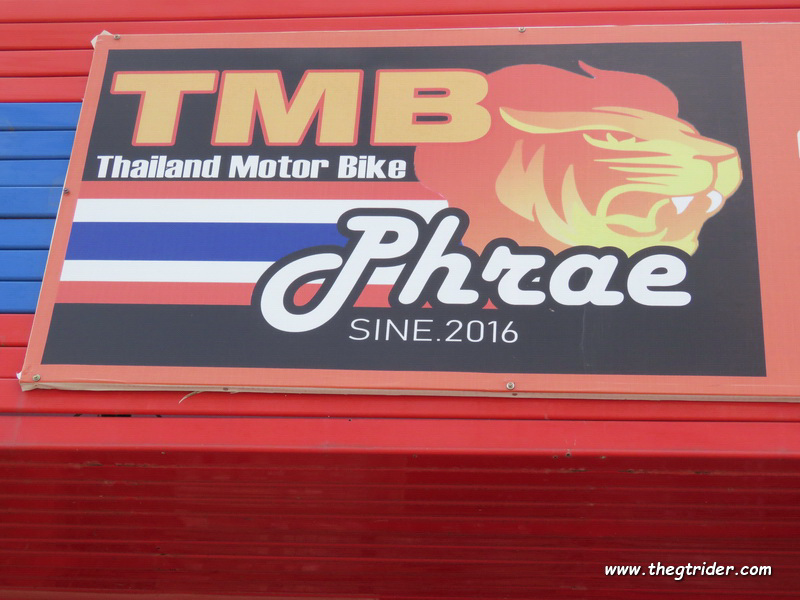 TMB
Thailand Motor Bike
Phrae
SINE.2016
www.thegtrider.com